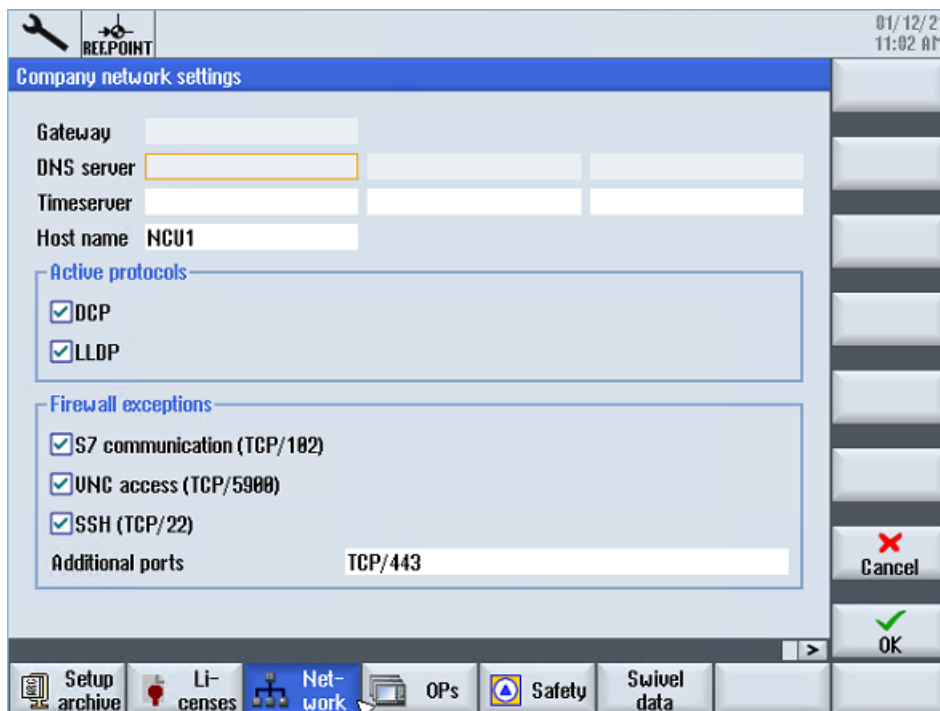 REF.POINT
01/12/2
11:02 AM
Company network settings
Gateway
DNS server
Timeserver
Host name NCU1
Active protocols
DCP
LLDP
Firewall exceptions
S7 communication (TCP/102)
VNC access (TCP/5900)
SSH (TCP/22)
Additional ports TCP/443
Cancel
OK
>
Setup archive
Li-censes
Net-work
OPs
Safety
Swivel data